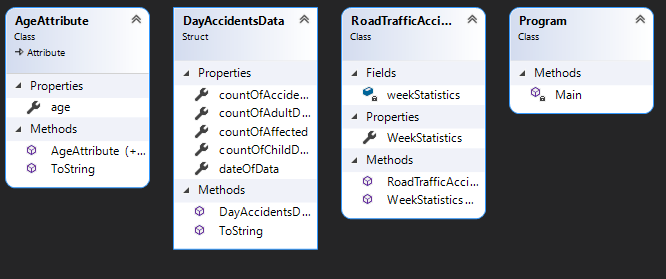 AgeAttribute
Class
Attribute
Properties
age
Methods
AgeAttribute (+...
ToString
DayAccidentsData
Struct
Properties
countOfAccide...
countOfAdultD...
countOfAffected
countOfChildD...
dateOfData
Methods
DayAccidentsD...
ToString
RoadTrafficAcci...
Class
Fields
weekStatistics
Properties
WeekStatistics
Methods
RoadTrafficAcci...
WeekStatistics ...
Program
Class
Methods
Main